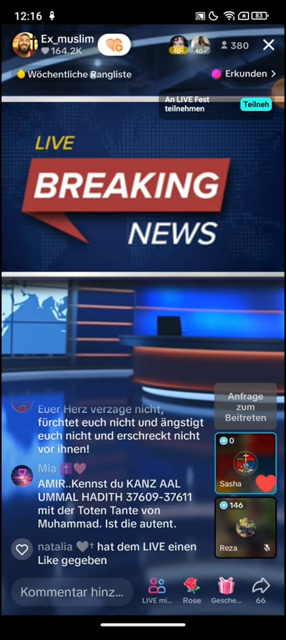 12:16
83
Ex_muslim
164.2K
40+
40+
380
Wöchentliche Rangliste
Erkunden >
An LIVE Fest
teilnehmen
Teilneh
LIVE
BREAKING
NEWS
Euer Herz verzage nicht,
fürchtet euch nicht und ängstigt
euch nicht und erschreckt nicht
vor ihnen!
Mia
AMIR..Kennst du KANZ AAL
UMMAL HADITH 37609-37611
mit der Toten Tante von
Muhammad. Ist die autent.
natalia hat dem LIVE einen
Like gegeben
Anfrage
zum
Beitreten
0
Sasha
146
Reza
Kommentar hinz...
LIVE mi...
Rose
Gesche...
66